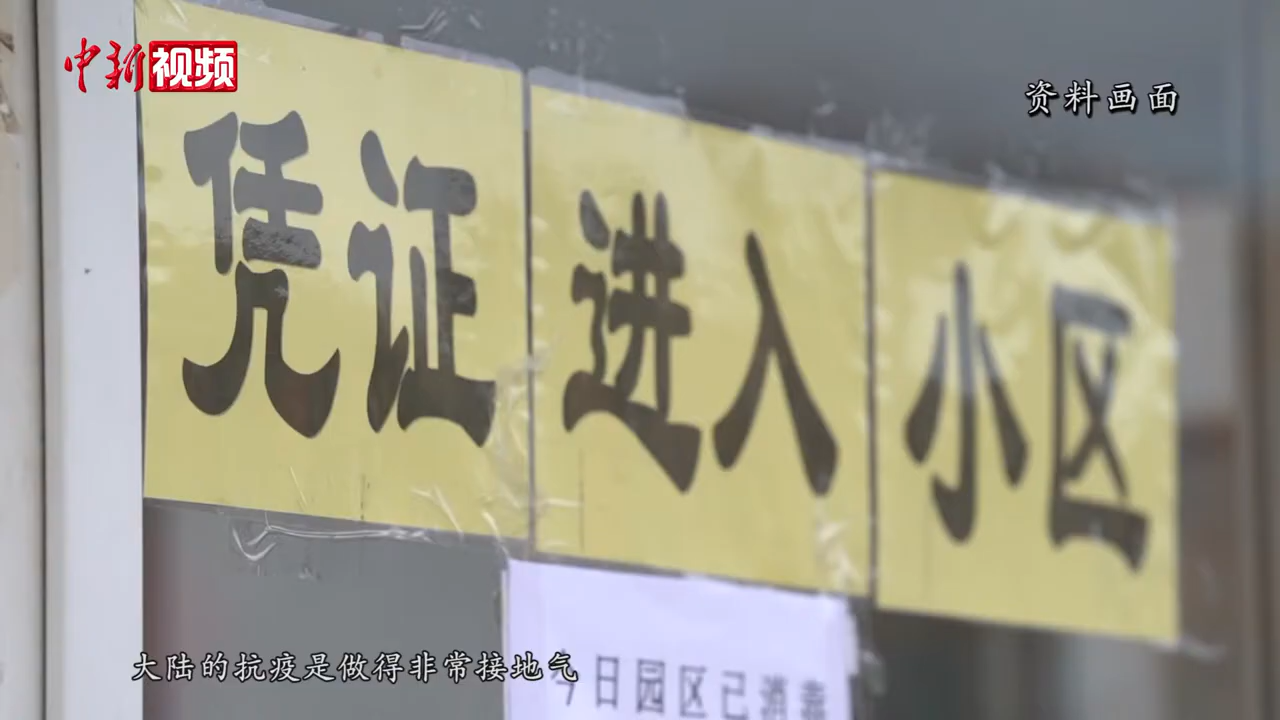 中新视频
资料画面
凭证进入小区
今日园区已消毒
大陆的抗疫是做得非常接地气